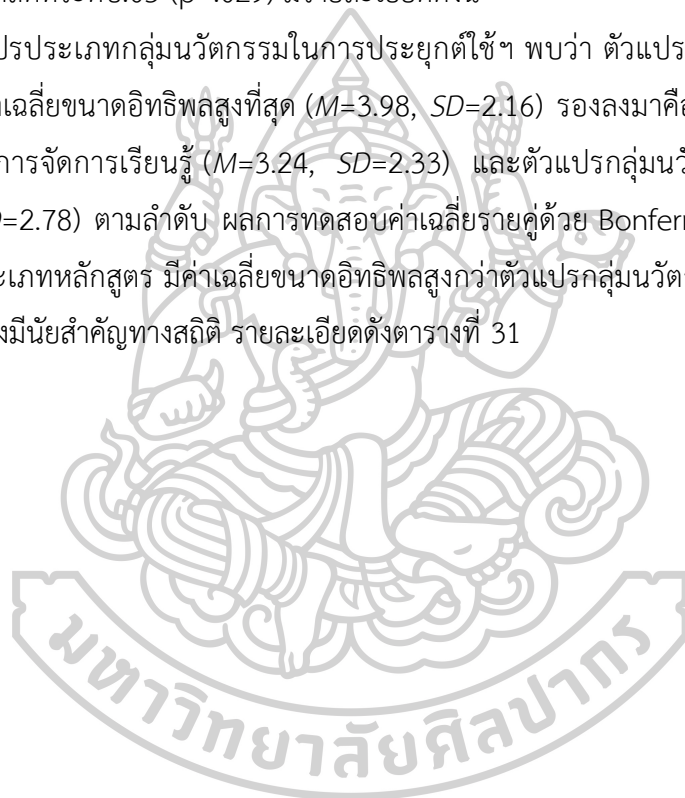 ปรประเภทกลุ่มนวัตกรรมในการประยุกต์ใช้ฯ พบว่า ตัวแปร
าเฉลี่ยขนาดอิทธิพลสูงที่สุด (M=3.98, SD=2.16) รองลงมาคือ
การจัดการเรียนรู้ (M=3.24, SD=2.33) และตัวแปรกลุ่มนวั
=2.78) ตามลำดับ ผลการทดสอบค่าเฉลี่ยรายคู่ด้วย Bonferr
ะเภทหลักสูตร มีค่าเฉลี่ยขนาดอิทธิพลสูงกว่าตัวแปรกลุ่มนวัต
งมีนัยสำคัญทางสถิติ รายละเอียดดังตารางที่ 31
มหาวิทยาลัยศิลปากร